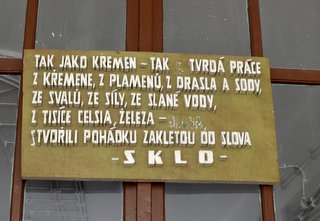 TAK JAKO KŘEMEN - TAK TVRDÁ PRÁCE
Z KŘEMENE, Z PLAMENŮ, Z DRASLA A SODY,
ZE SVALŮ, ZE SÍLY, ZE SLANÉ VODY,
Z TISÍCE CELSIA, ŽELEZA -
STVOŘILI POHÁDKU ZAKLETOU DO SLOVA
- SKLO -